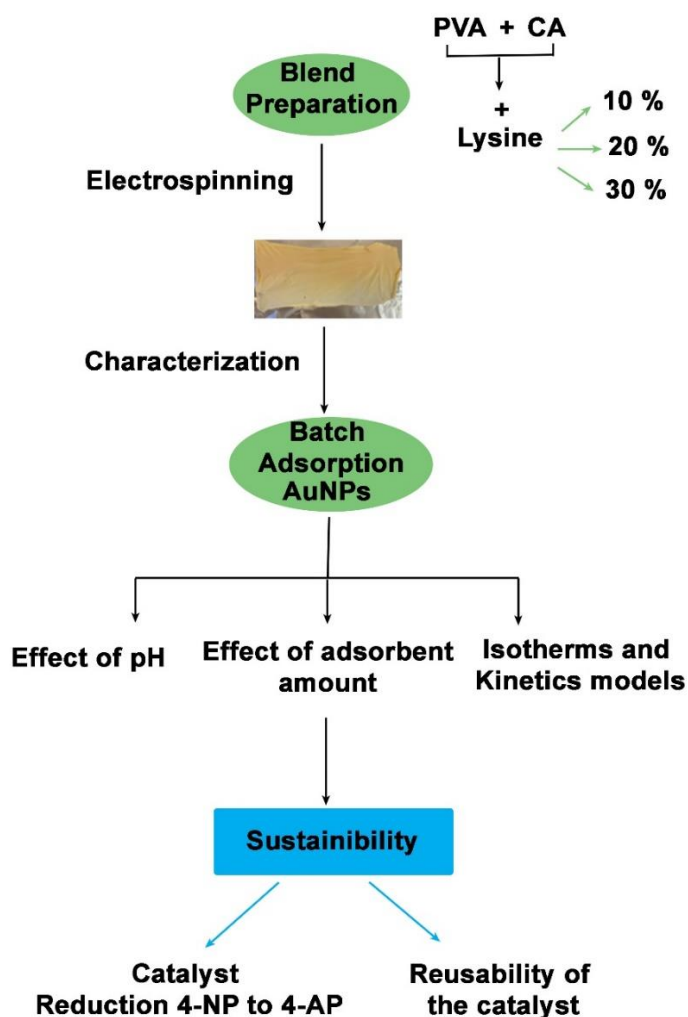 PVA + CA
Blend
Preparation
+
Lysine
10 %
20 %
30 %
Electrospinning
Characterization
Batch
Adsorption
AuNPs
Effect of pH
Effect of adsorbent
amount
Isotherms and
Kinetics models
Sustainibility
Catalyst
Reduction 4-NP to 4-AP
Reusability of
the catalyst